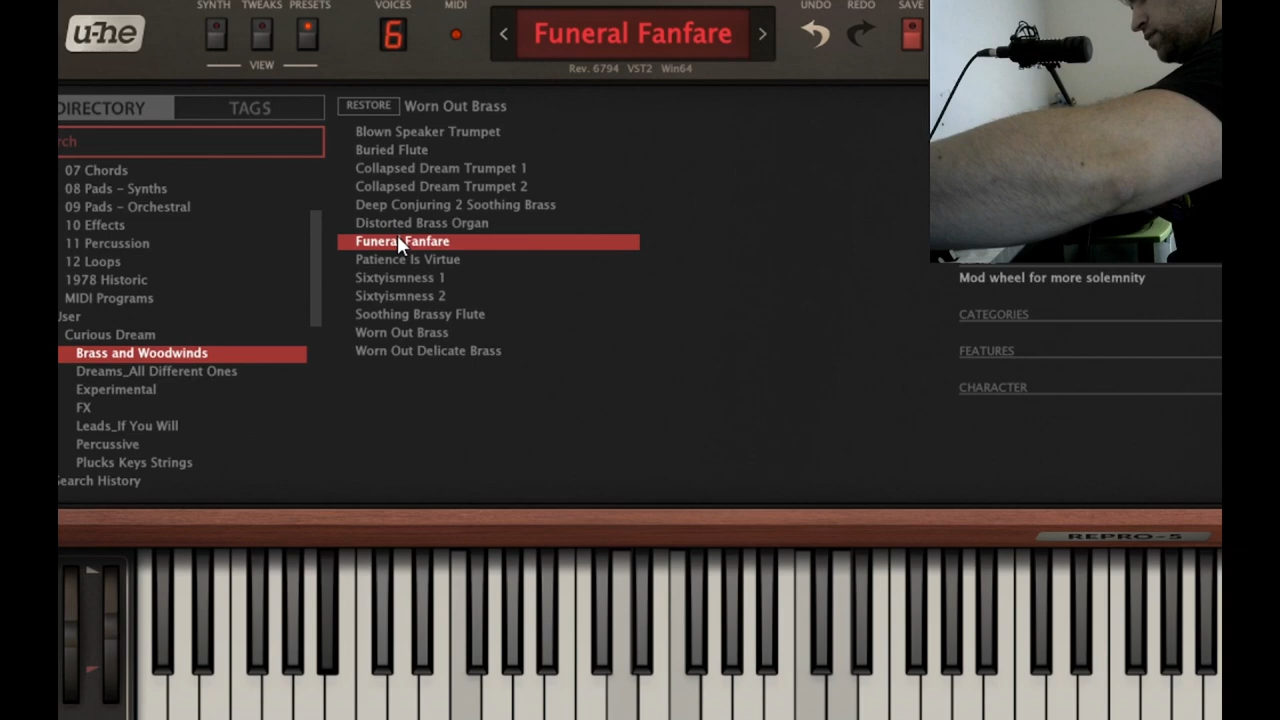 SYNTH TWEAKS PRESETS VOICES MIDI UNDO REDO SAVE
u-he
6
< Funeral Fanfare >
VIEW
Rev. 6794 VST2 Win64
DIRECTORY TAGS
RESTORE Worn Out Brass
rch
07 Chords
08 Pads - Synths
09 Pads - Orchestral
10 Effects
11 Percussion
12 Loops
1978 Historic
MIDI Programs
User
Curious Dream
Brass and Woodwinds
Dreams_All Different Ones
Experimental
FX
Leads_If You Will
Percussive
Plucks Keys Strings
Search History
Blown Speaker Trumpet
Buried Flute
Collapsed Dream Trumpet 1
Collapsed Dream Trumpet 2
Deep Conjuring 2 Soothing Brass
Distorted Brass Organ
Funeral Fanfare
Patience Is Virtue
Sixtyismness 1
Sixtyismness 2
Soothing Brassy Flute
Worn Out Brass
Worn Out Delicate Brass
Mod wheel for more solemnity
CATEGORIES
FEATURES
CHARACTER
REPRO-5